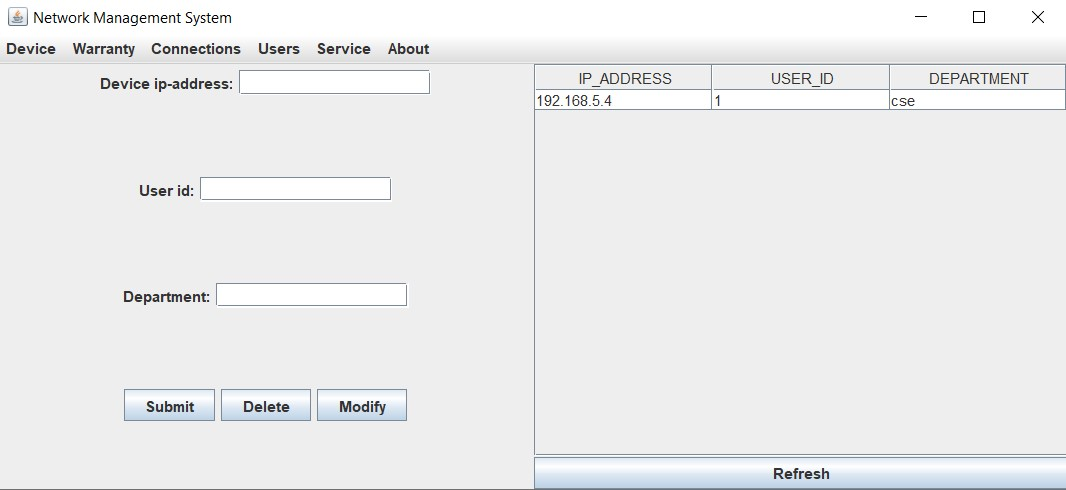 Network Management System
Device Warranty Connections Users Service About
Device ip-address:
User id:
Department:
Submit Delete Modify
IP_ADDRESS USER_ID DEPARTMENT
192.168.5.4 1 cse
Refresh